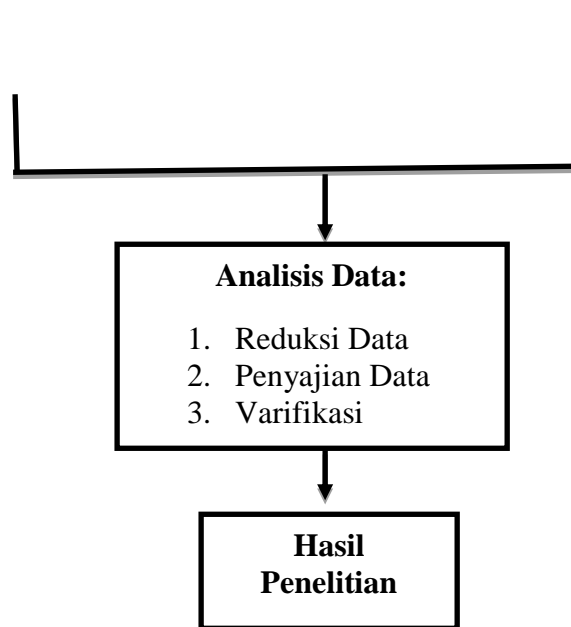 Analisis Data:
1. Reduksi Data
2. Penyajian Data
3. Varifikasi
Hasil
Penelitian